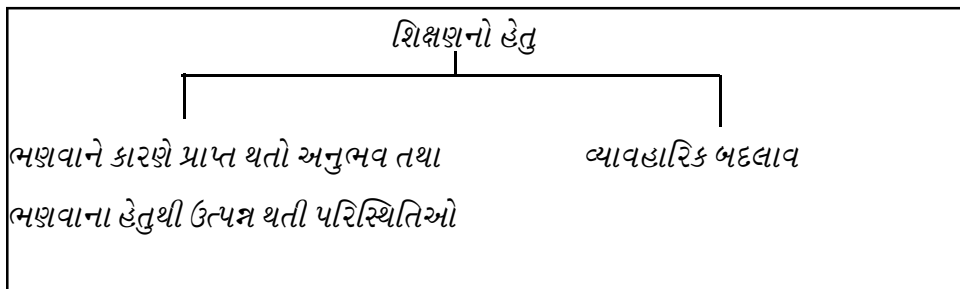 શિક્ષણનો હેતુ
ભણવાને કારણે પ્રાપ્ત થતો અનુભવ તથા વ્યાવહારિક બદલાવ
ભણવાના હેતુથી ઉત્પન્ન થતી પરિસ્થિતિઓ